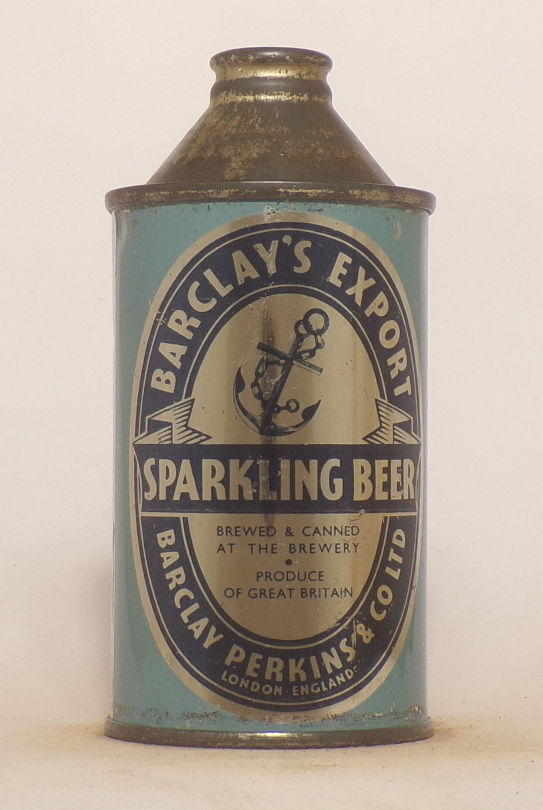 BARCLAY'S EXPORT
SPARKLING BEER
BREWED & CANNED
AT THE BREWERY
•
PRODUCE
OF GREAT BRITAIN
BARCLAY PERKINS & CO LTD
LONDON · ENGLAND